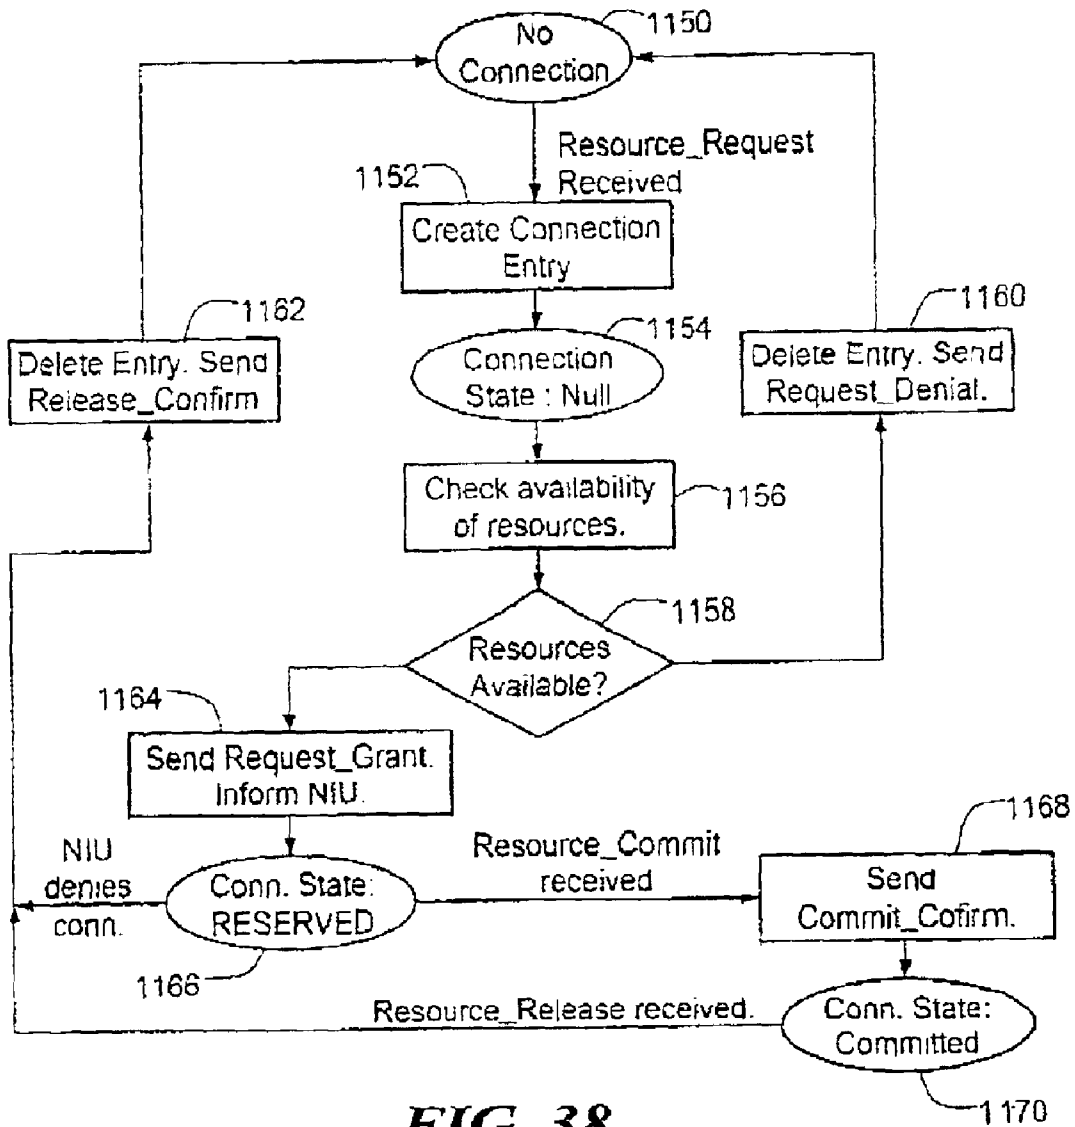 1150
No
Connection
Resource_Request
Received
1152
Create Connection
Entry
1162
1154
1160
Delete Entry. Send
Release_Confirm
Connection
State : Null
Delete Entry. Send
Request_Denial.
Check availability
of resources.
1156
1158
Resources
Available?
1164
Send Request_Grant.
Inform NIU.
1168
NIU
denies
conn.
Conn. State:
RESERVED
Resource_Commit
received
Send
Commit_Cofirm.
1166
Resource_Release received.
Conn. State:
Committed
1170
FIG. 38